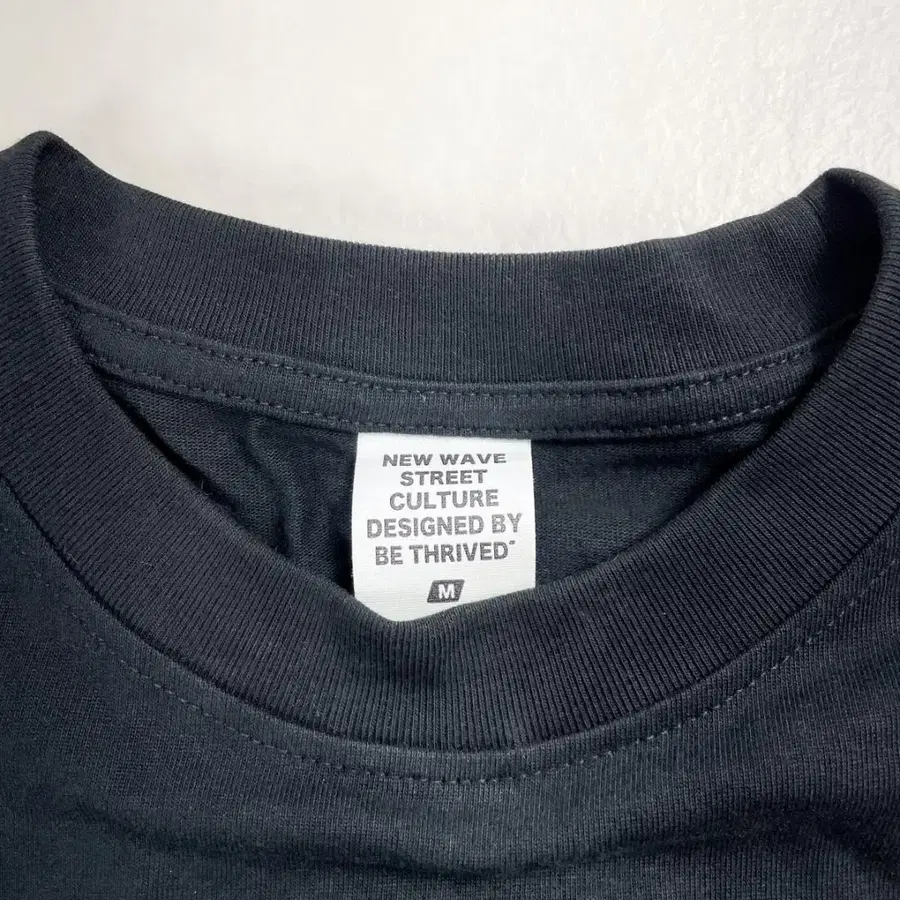 NEW WAVE
STREET
CULTURE
DESIGNED BY
BE THRIVED
M